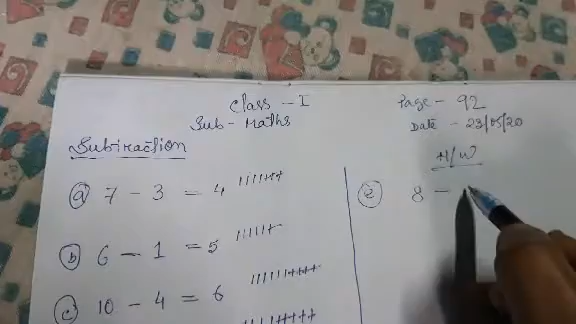 Class - I
Sub - Maths
Page - 92
Date - 23/05/20
Subtraction
(a) 7 - 3 = 4
(b) 6 - 1 = 5
(c) 10 - 4 = 6
H/W
(e) 8 -